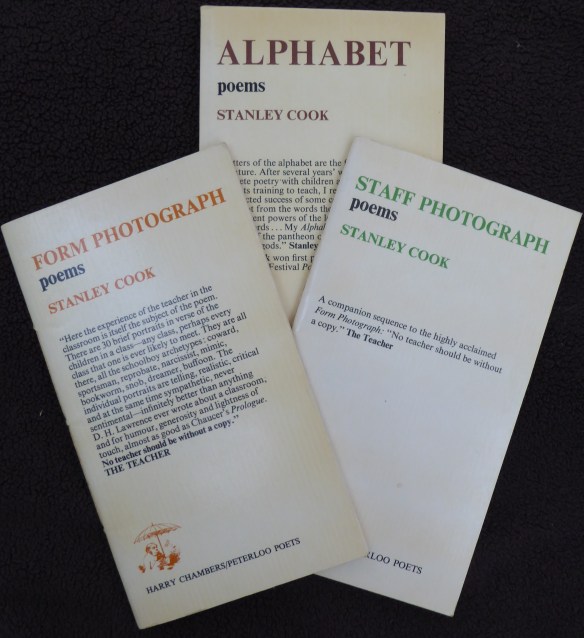 ALPHABET
poems
STANLEY COOK
tters of the alphabet are the
ture. After several years'
ete poetry with children
ts training to teach, I re
cted success of some c
t from the words the
ent powers of the l
rds . . . My Alpha
f the pantheon o
gods." Stanley
k won first p
Festival Po
FORM PHOTOGRAPH
poems
STANLEY COOK
"Here the experience of the teacher in the
classroom is itself the subject of the poem.
There are 30 brief portraits in verse of the
children in a class—any class, perhaps every
class that one is ever likely to meet. They are all
there, all the schoolboy archetypes: coward,
sportsman, reprobate, narcissist, mimic,
bookworm, snob, dreamer, buffoon. The
individual portraits are telling, realistic, critical
and at the same time sympathetic, never
sentimental—infinitely better than anything
D. H. Lawrence ever wrote about a classroom,
and for humour, generosity and lightness of
touch, almost as good as Chaucer's Prologue.
No teacher should be without a copy."
THE TEACHER
HARRY CHAMBERS/PETERLOO POETS
STAFF PHOTOGRAPH
poems
STANLEY COOK
A companion sequence to the highly acclaimed
Form Photograph: "No teacher should be without
a copy." The Teacher
ERLOO POETS